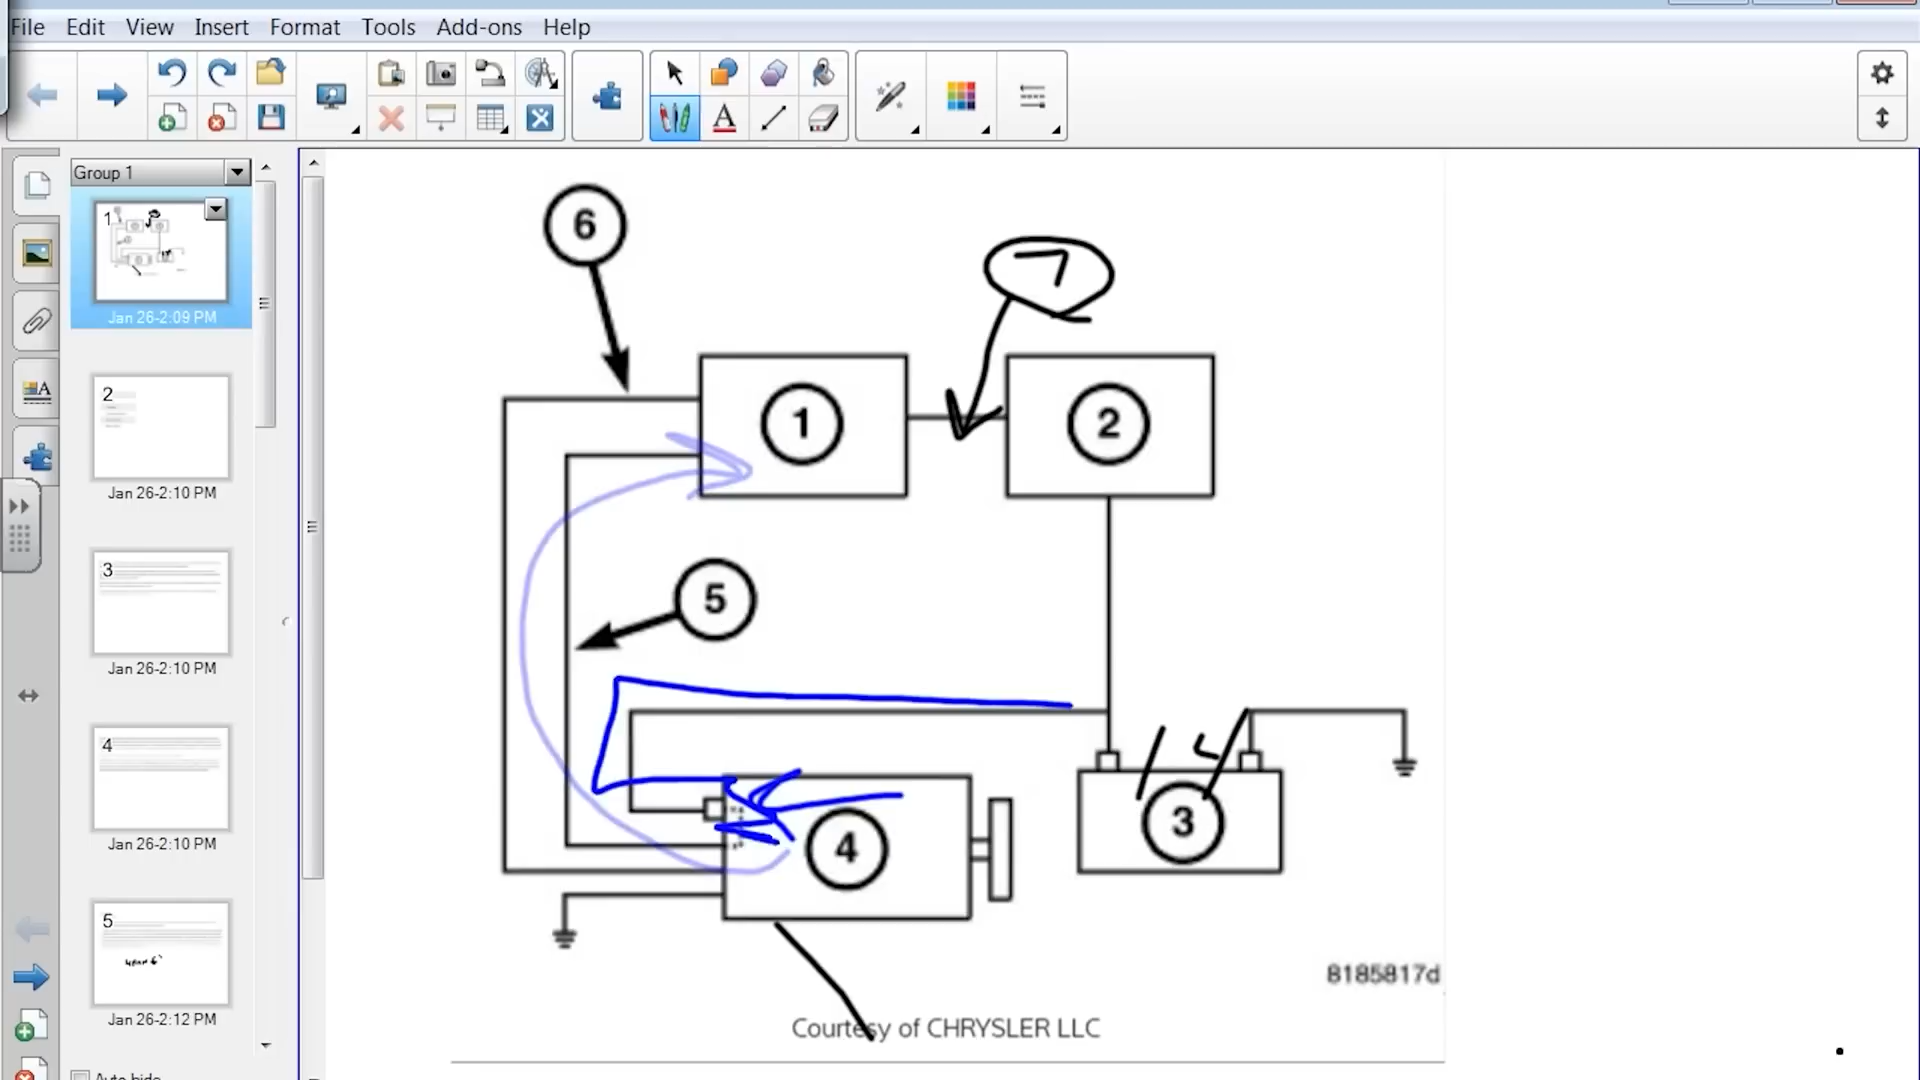 File Edit View Insert Format Tools Add-ons Help
Group 1
1
Jan 26-2:09 PM
2
Jan 26-2:10 PM
3
Jan 26-2:10 PM
4
Jan 26-2:10 PM
5
Jan 26-2:12 PM
Auto hide
6
7
1
2
5
3
4
8185817d
Courtesy of CHRYSLER LLC